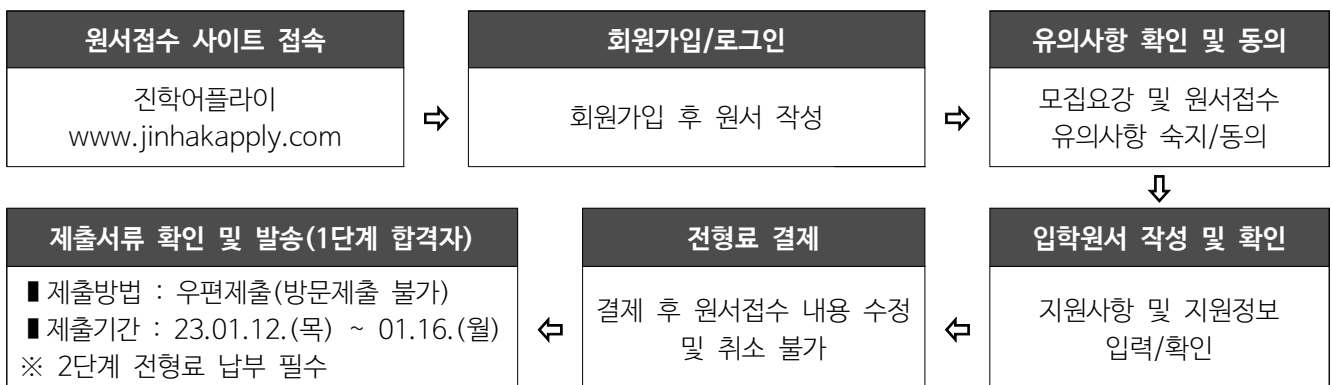 원서접수 사이트 접속
진학어플라이
www.jinhakapply.com
⇨
회원가입/로그인
회원가입 후 원서 작성
⇨
유의사항 확인 및 동의
모집요강 및 원서접수
유의사항 숙지/동의
⇩
입학원서 작성 및 확인
지원사항 및 지원정보
입력/확인
⇦
전형료 결제
결제 후 원서접수 내용 수정
및 취소 불가
⇦
제출서류 확인 및 발송(1단계 합격자)
▮제출방법 : 우편제출(방문제출 불가)
▮제출기간 : 23.01.12.(목) ~ 01.16.(월)
※ 2단계 전형료 납부 필수